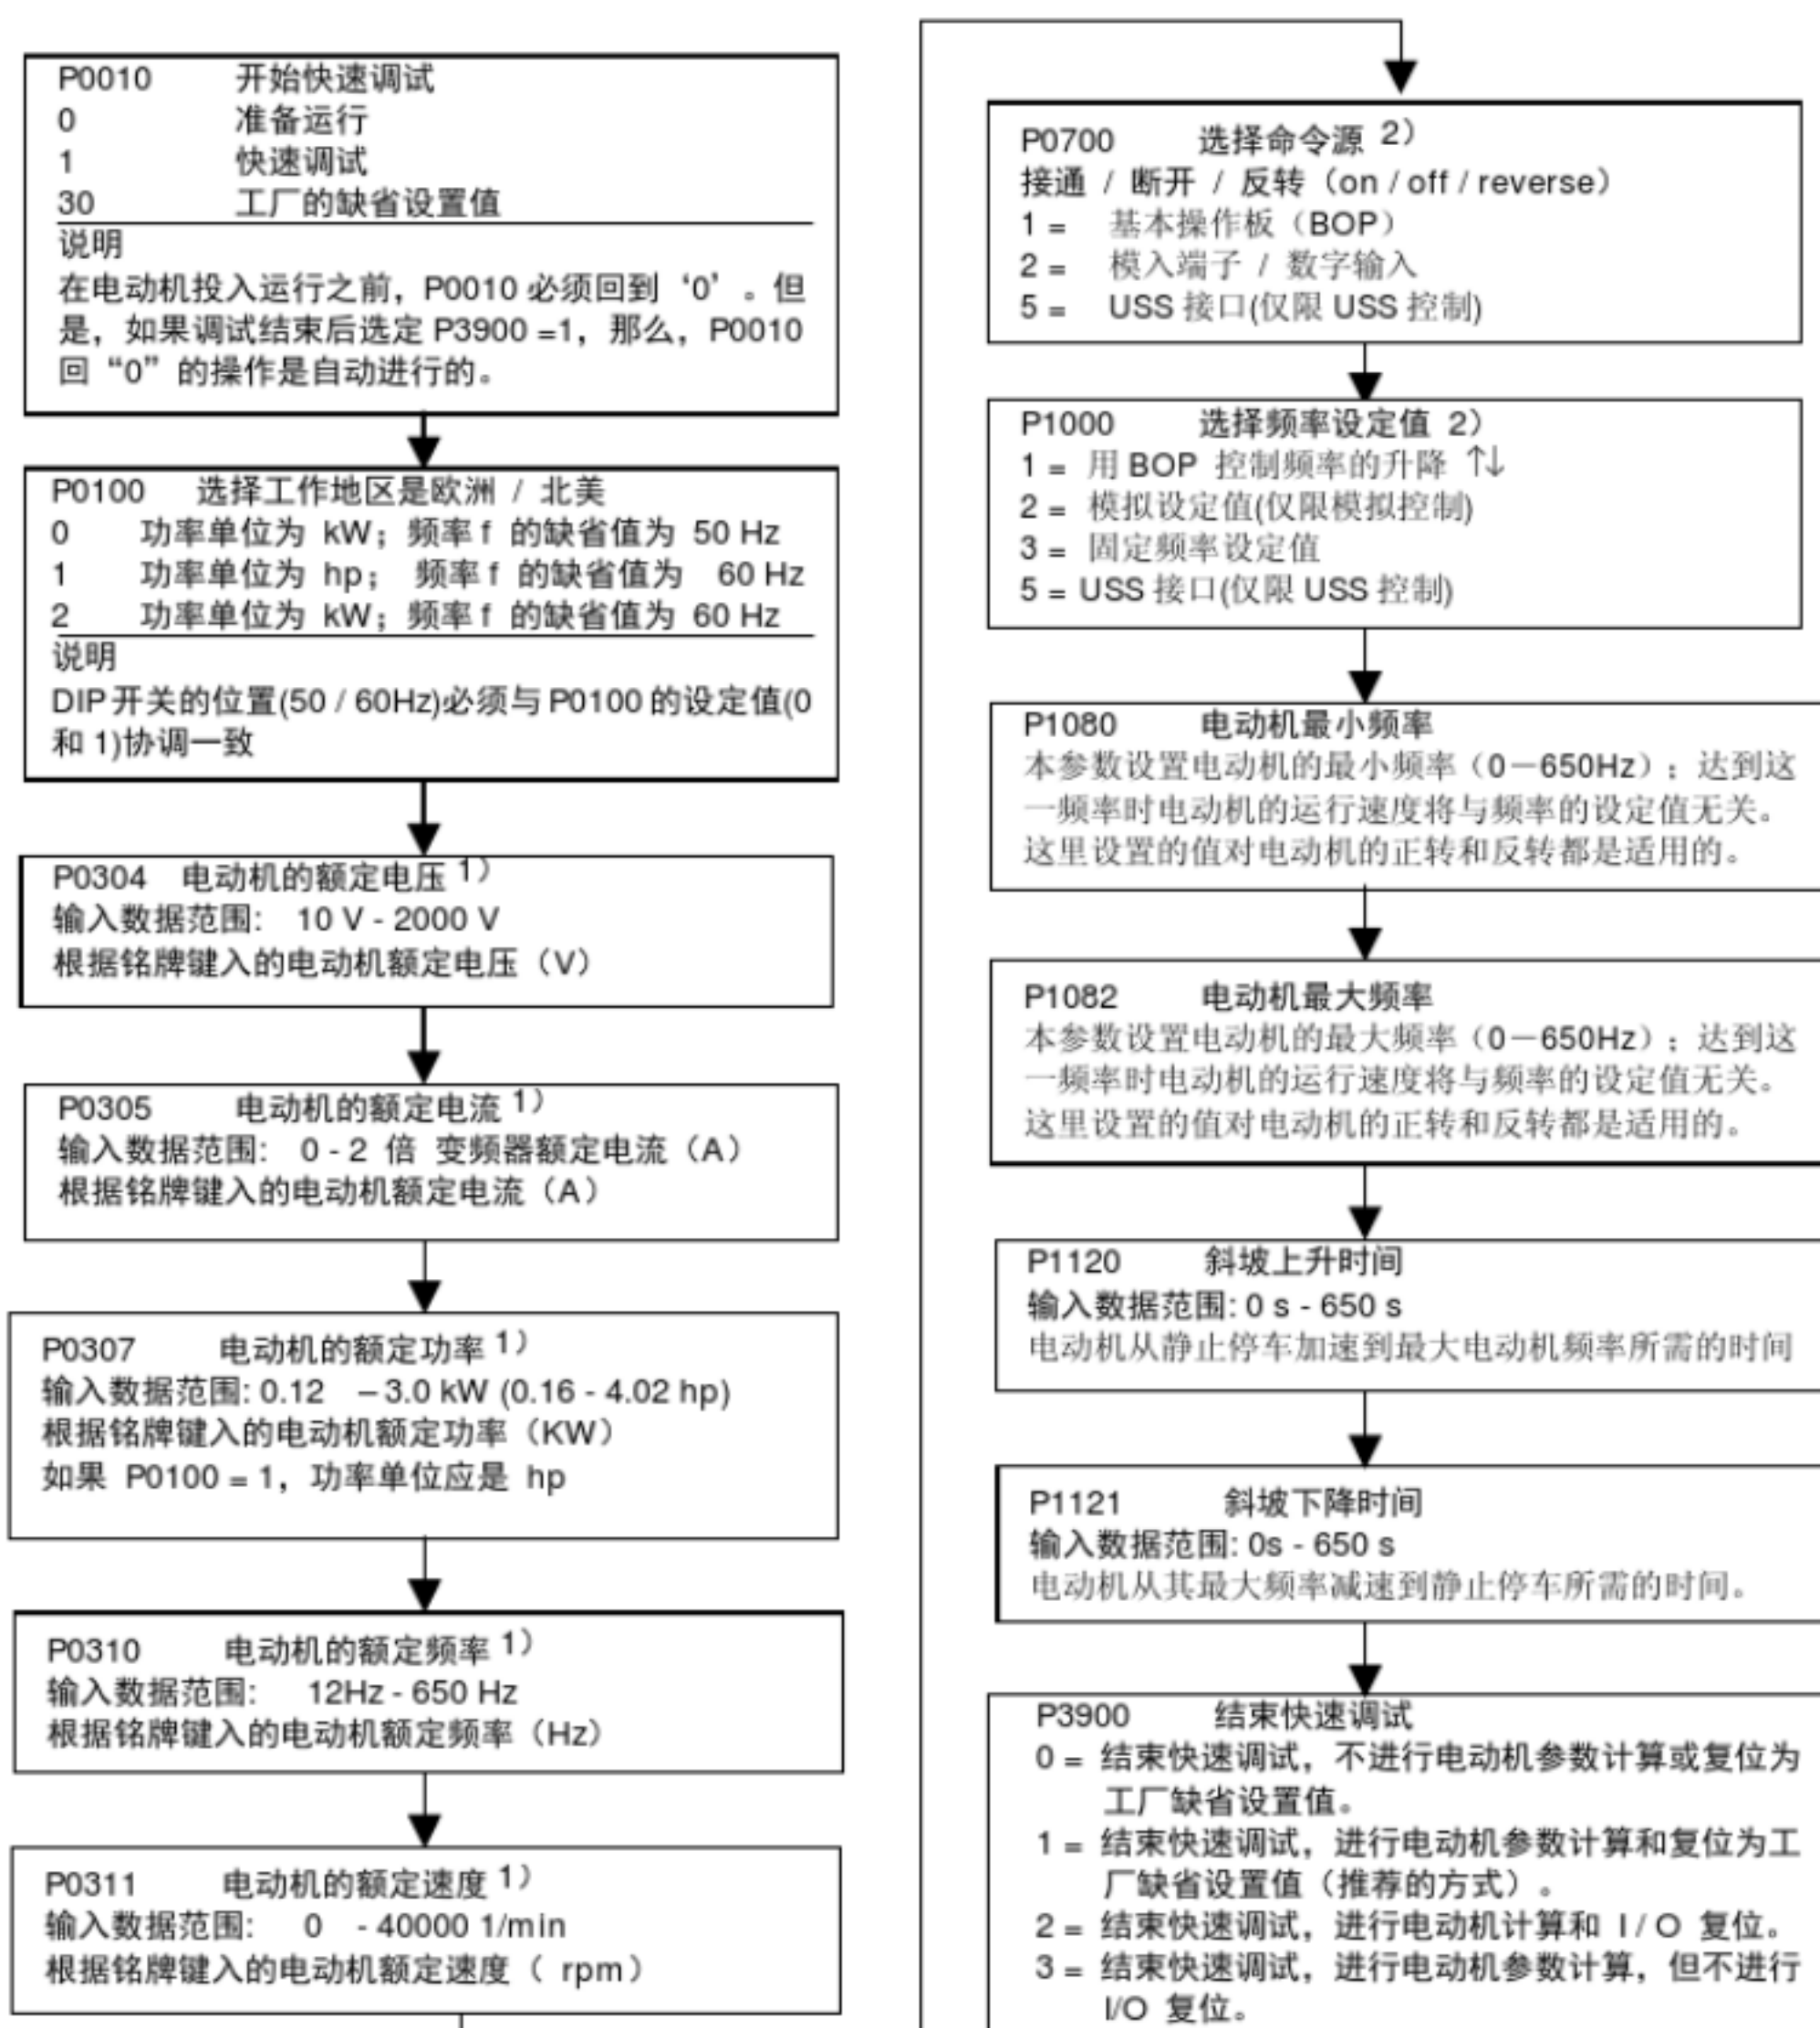 P0010 开始快速调试
0 准备运行
1 快速调试
30 工厂的缺省设置值
说明
在电动机投入运行之前，P0010 必须回到‘0’。但
是，如果调试结束后选定 P3900 =1，那么，P0010
回“0”的操作是自动进行的。
P0100 选择工作地区是欧洲 / 北美
0 功率单位为 kW；频率 f 的缺省值为 50 Hz
1 功率单位为 hp； 频率 f 的缺省值为 60 Hz
2 功率单位为 kW；频率 f 的缺省值为 60 Hz
说明
DIP 开关的位置(50 / 60Hz)必须与 P0100 的设定值(0
和 1)协调一致
P0304 电动机的额定电压 1）
输入数据范围: 10 V - 2000 V
根据铭牌键入的电动机额定电压（V）
P0305 电动机的额定电流 1）
输入数据范围: 0 - 2 倍 变频器额定电流（A）
根据铭牌键入的电动机额定电流（A）
P0307 电动机的额定功率 1）
输入数据范围: 0.12 – 3.0 kW (0.16 - 4.02 hp)
根据铭牌键入的电动机额定功率（KW）
如果 P0100 = 1，功率单位应是 hp
P0310 电动机的额定频率 1）
输入数据范围: 12Hz - 650 Hz
根据铭牌键入的电动机额定频率（Hz）
P0311 电动机的额定速度 1）
输入数据范围: 0 - 40000 1/min
根据铭牌键入的电动机额定速度（ rpm）
P0700 选择命令源 2）
接通 / 断开 / 反转（on / off / reverse）
1 = 基本操作板（BOP）
2 = 模入端子 / 数字输入
5 = USS 接口(仅限 USS 控制)
P1000 选择频率设定值 2）
1 = 用 BOP 控制频率的升降 ↑↓
2 = 模拟设定值(仅限模拟控制)
3 = 固定频率设定值
5 = USS 接口(仅限 USS 控制)
P1080 电动机最小频率
本参数设置电动机的最小频率（0－650Hz）；达到这
一频率时电动机的运行速度将与频率的设定值无关。
这里设置的值对电动机的正转和反转都是适用的。
P1082 电动机最大频率
本参数设置电动机的最大频率（0－650Hz）；达到这
一频率时电动机的运行速度将与频率的设定值无关。
这里设置的值对电动机的正转和反转都是适用的。
P1120 斜坡上升时间
输入数据范围: 0 s - 650 s
电动机从静止停车加速到最大电动机频率所需的时间
P1121 斜坡下降时间
输入数据范围: 0s - 650 s
电动机从其最大频率减速到静止停车所需的时间。
P3900 结束快速调试
0 = 结束快速调试，不进行电动机参数计算或复位为
工厂缺省设置值。
1 = 结束快速调试，进行电动机参数计算和复位为工
厂缺省设置值（推荐的方式）。
2 = 结束快速调试，进行电动机计算和 I / O 复位。
3 = 结束快速调试，进行电动机参数计算，但不进行
I/O 复位。